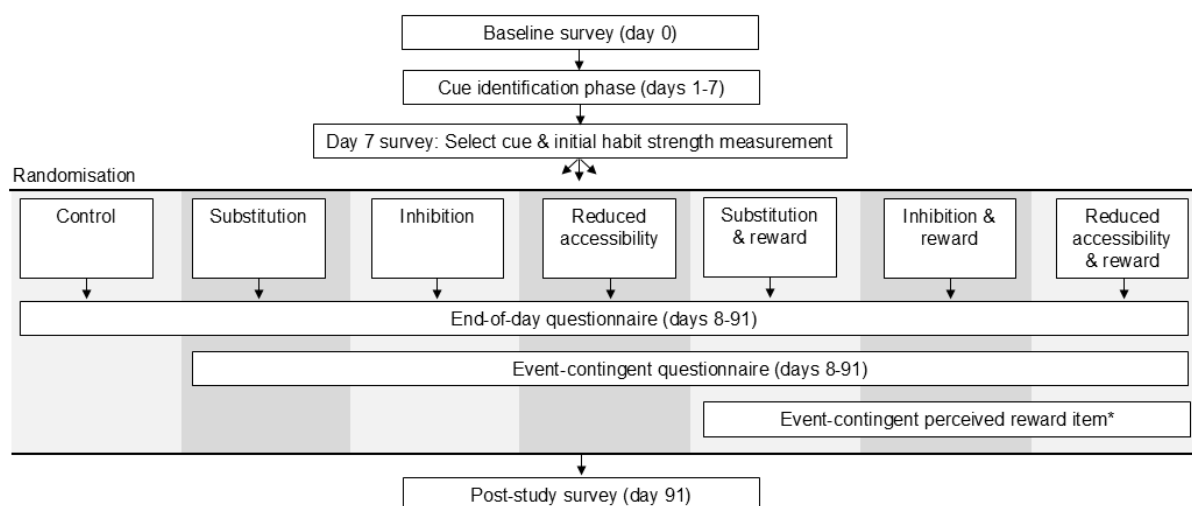 Baseline survey (day 0)
Cue identification phase (days 1-7)
Day 7 survey: Select cue & initial habit strength measurement
Randomisation
Control
Substitution
Inhibition
Reduced
accessibility
Substitution
& reward
Inhibition &
reward
Reduced
accessibility
& reward
End-of-day questionnaire (days 8-91)
Event-contingent questionnaire (days 8-91)
Event-contingent perceived reward item*
Post-study survey (day 91)